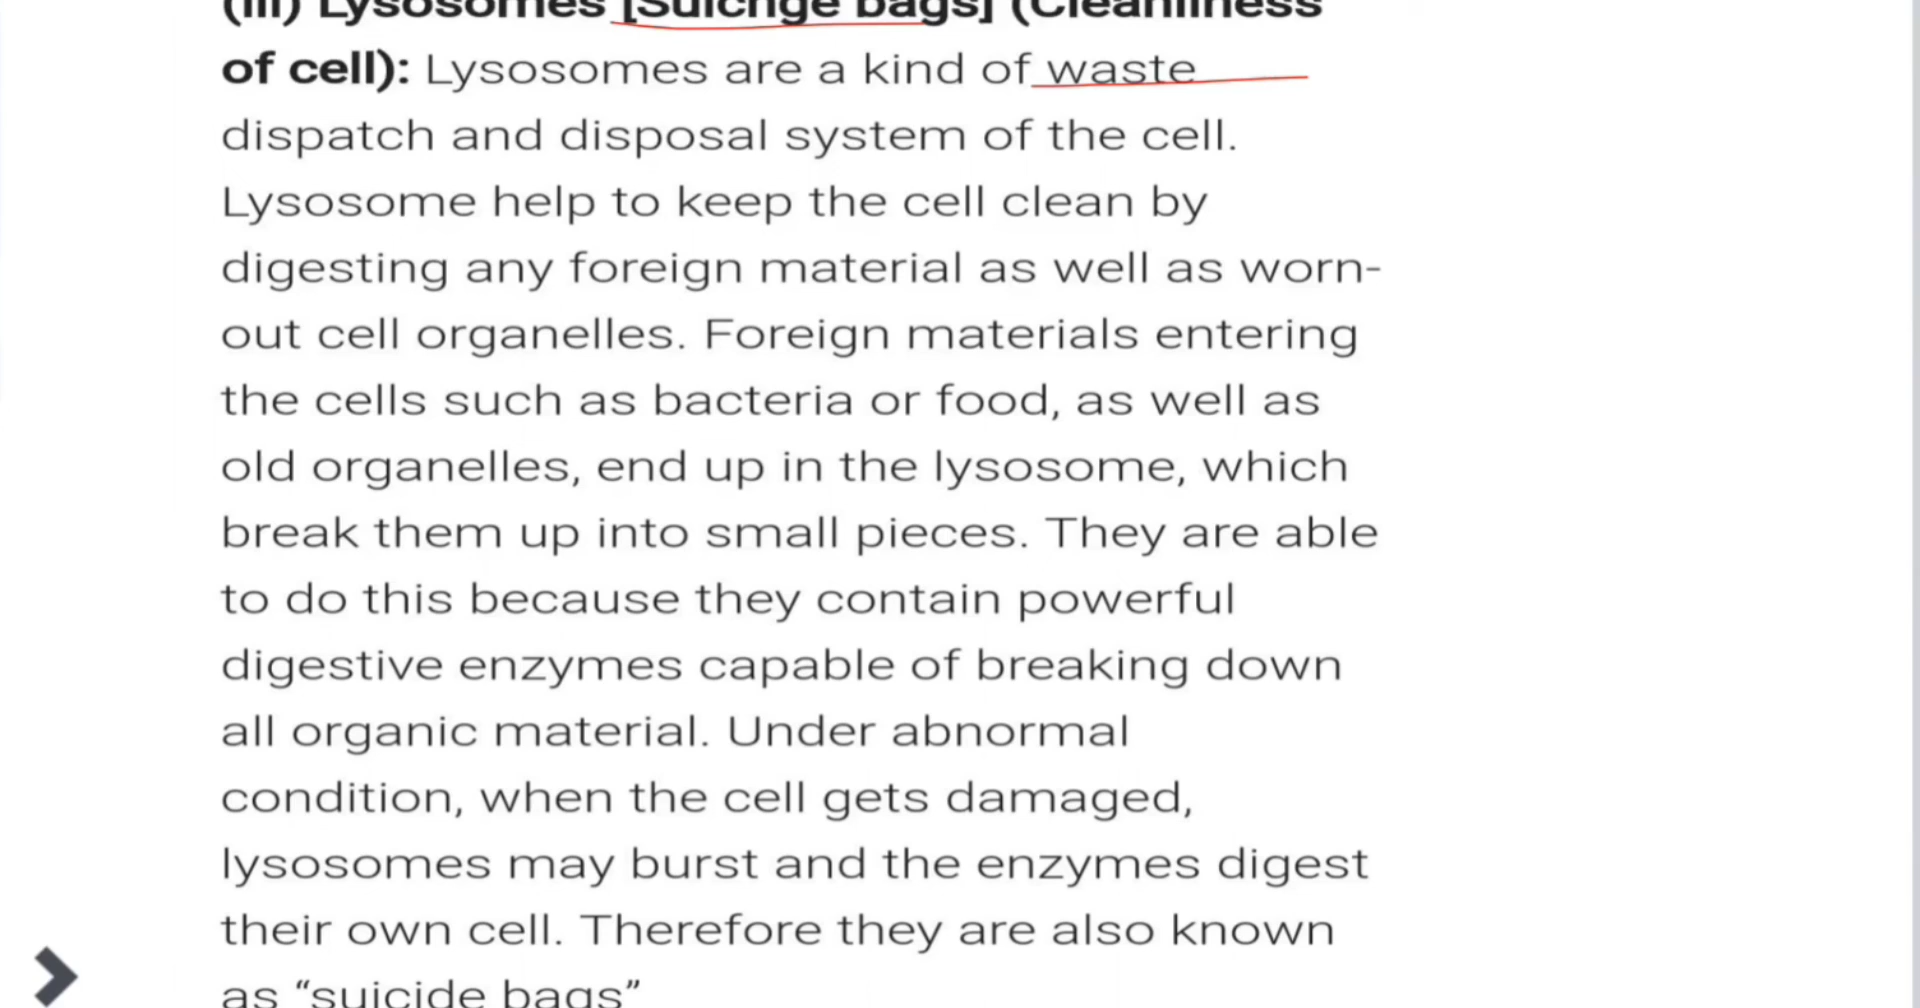 (iii) Lysosomes [Suicnge bags] (Cleanliness
of cell): Lysosomes are a kind of waste
dispatch and disposal system of the cell.
Lysosome help to keep the cell clean by
digesting any foreign material as well as worn-
out cell organelles. Foreign materials entering
the cells such as bacteria or food, as well as
old organelles, end up in the lysosome, which
break them up into small pieces. They are able
to do this because they contain powerful
digestive enzymes capable of breaking down
all organic material. Under abnormal
condition, when the cell gets damaged,
lysosomes may burst and the enzymes digest
their own cell. Therefore they are also known
as “suicide bags”